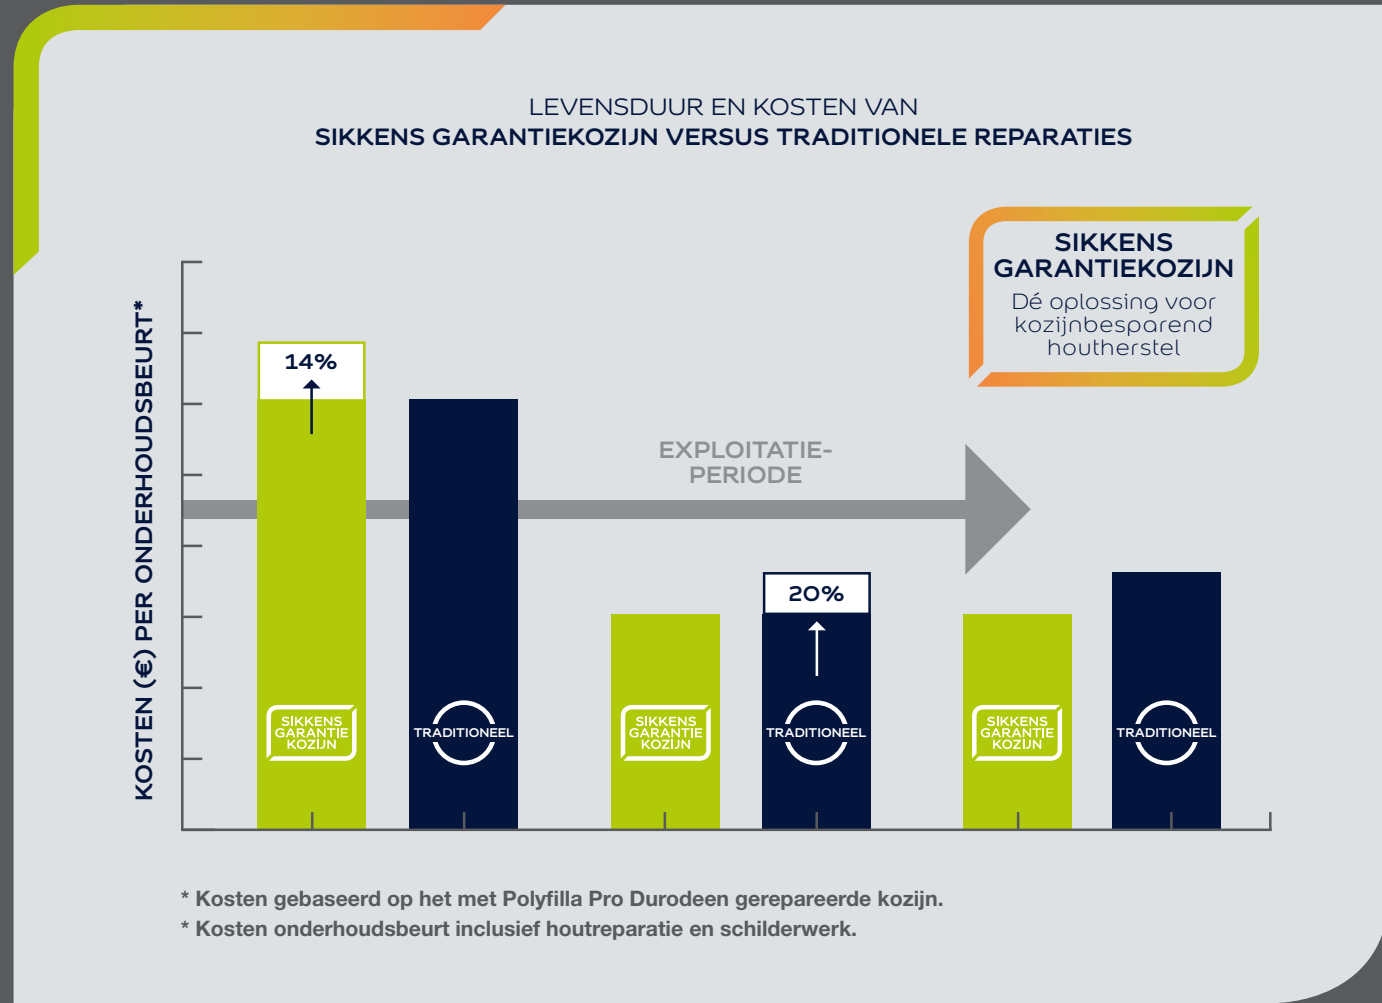 LEVENSDUUR EN KOSTEN VAN
SIKKENS GARANTIEKOZIJN VERSUS TRADITIONELE REPARATIES
SIKKENS
GARANTIEKOZIJN
Dé oplossing voor
kozijnbesparend
houtherstel
KOSTEN (€) PER ONDERHOUDSBEURT*
14%
EXPLOITATIE-
PERIODE
20%
SIKKENS
GARANTIE
KOZIJN
TRADITIONEEL
SIKKENS
GARANTIE
KOZIJN
TRADITIONEEL
SIKKENS
GARANTIE
KOZIJN
TRADITIONEEL
* Kosten gebaseerd op het met Polyfilla Pro Durodeen gerepareerde kozijn.
* Kosten onderhoudsbeurt inclusief houtreparatie en schilderwerk.